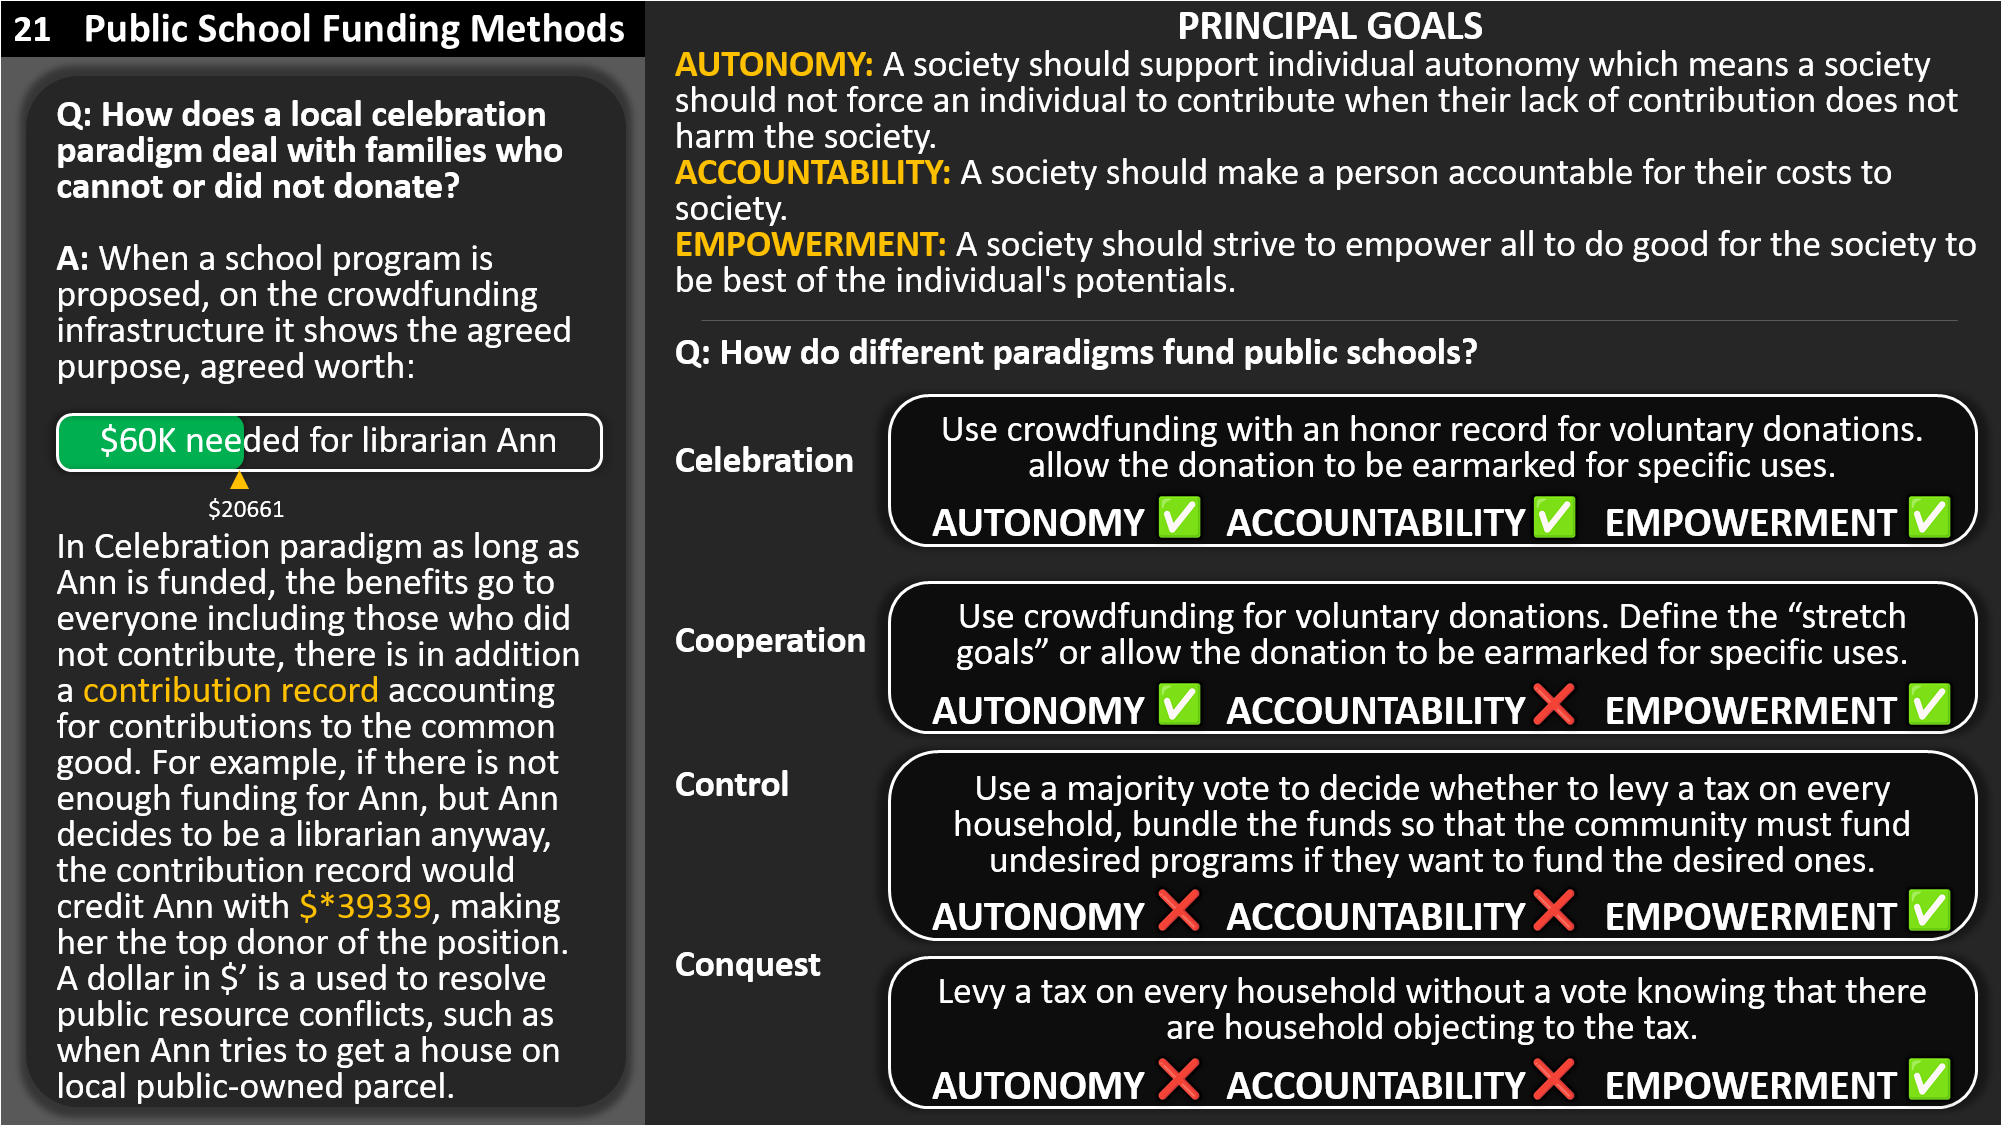 21 Public School Funding Methods
Q: How does a local celebration
paradigm deal with families who
cannot or did not donate?
A: When a school program is
proposed, on the crowdfunding
infrastructure it shows the agreed
purpose, agreed worth:
$60K needed for librarian Ann
$20661
In Celebration paradigm as long as
Ann is funded, the benefits go to
everyone including those who did
not contribute, there is in addition
a contribution record accounting
for contributions to the common
good. For example, if there is not
enough funding for Ann, but Ann
decides to be a librarian anyway,
the contribution record would
credit Ann with $*39339, making
her the top donor of the position.
A dollar in $’ is a used to resolve
public resource conflicts, such as
when Ann tries to get a house on
local public-owned parcel.
PRINCIPAL GOALS
AUTONOMY: A society should support individual autonomy which means a society
should not force an individual to contribute when their lack of contribution does not
harm the society.
ACCOUNTABILITY: A society should make a person accountable for their costs to
society.
EMPOWERMENT: A society should strive to empower all to do good for the society to
be best of the individual's potentials.
Q: How do different paradigms fund public schools?
Celebration
Use crowdfunding with an honor record for voluntary donations.
allow the donation to be earmarked for specific uses.
AUTONOMY ✅ ACCOUNTABILITY ✅ EMPOWERMENT ✅
Cooperation
Use crowdfunding for voluntary donations. Define the “stretch
goals” or allow the donation to be earmarked for specific uses.
AUTONOMY ✅ ACCOUNTABILITY ❌ EMPOWERMENT ✅
Control
Use a majority vote to decide whether to levy a tax on every
household, bundle the funds so that the community must fund
undesired programs if they want to fund the desired ones.
AUTONOMY ❌ ACCOUNTABILITY ❌ EMPOWERMENT ✅
Conquest
Levy a tax on every household without a vote knowing that there
are household objecting to the tax.
AUTONOMY ❌ ACCOUNTABILITY ❌ EMPOWERMENT ✅